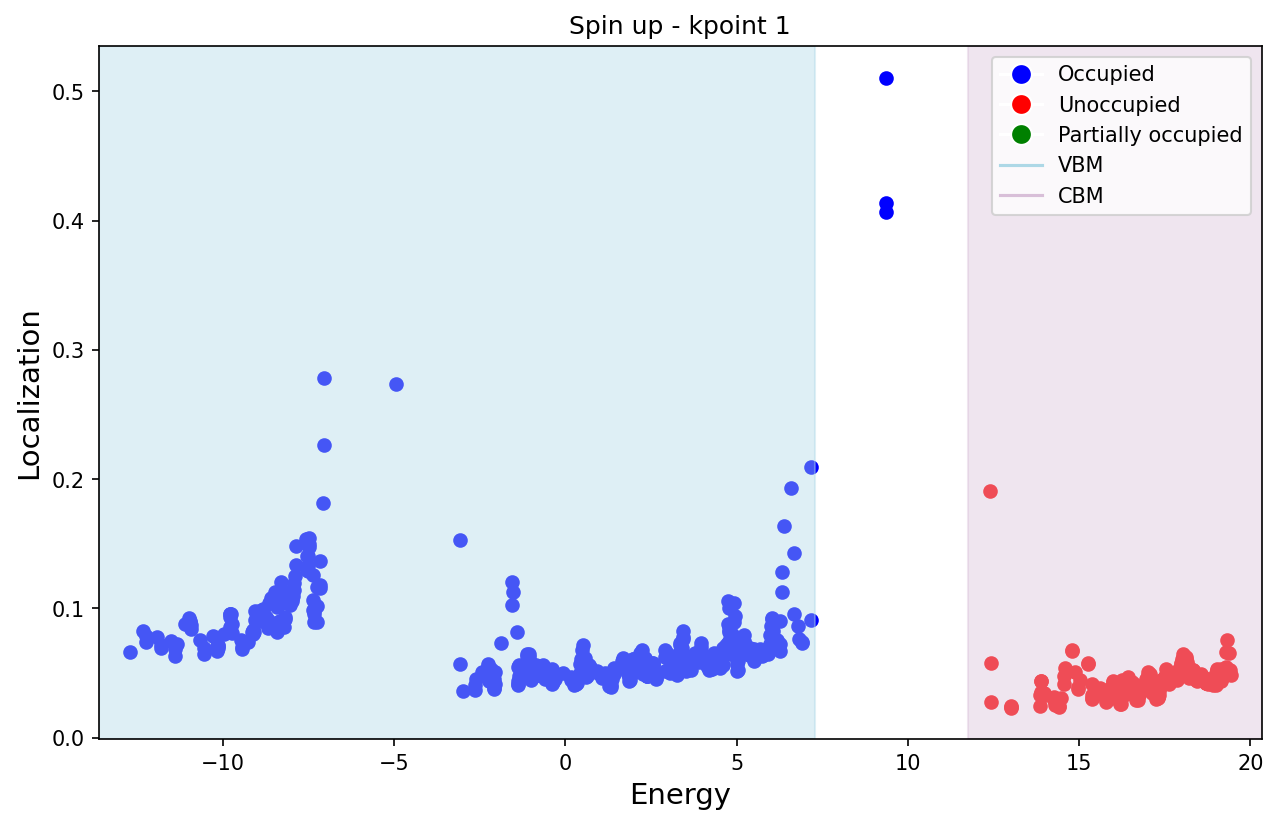 Spin up - kpoint 1
Localization
0.5
0.4
0.3
0.2
0.1
0.0
Occupied
Unoccupied
Partially occupied
VBM
CBM
−10
−5
0
5
10
15
20
Energy